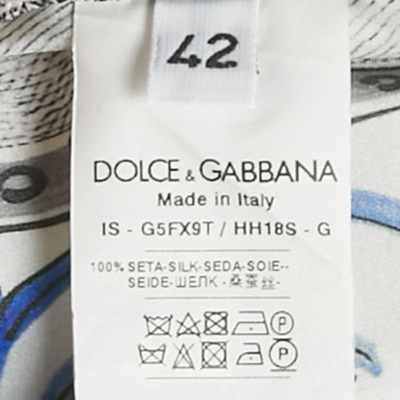 42
DOLCE & GABBANA
Made in Italy
IS - G5FX9T / HH18S - G
100% SETA-SILK-SEDA-SOIE--
SEIDE-ШЕЛК -桑蚕丝-
P
P